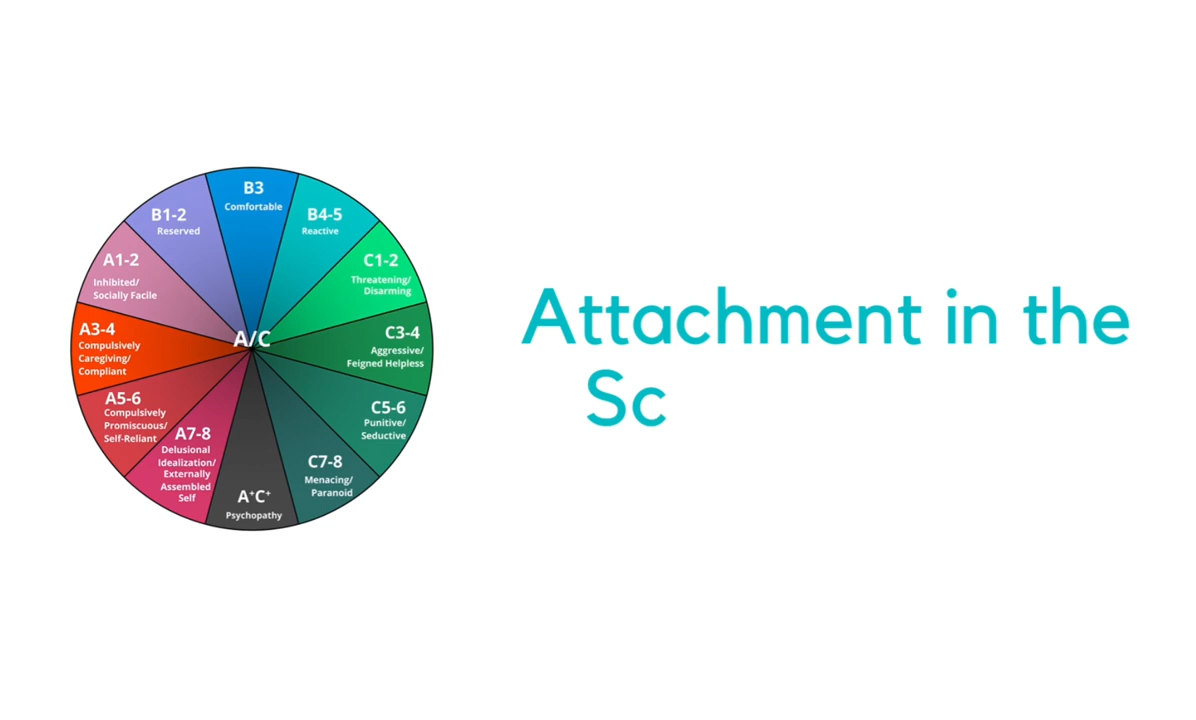 B3
Comfortable
B4-5
Reactive
C1-2
Threatening/
Disarming
C3-4
Aggressive/
Feigned Helpless
C5-6
Punitive/
Seductive
C7-8
Menacing/
Paranoid
A⁺C⁺
Psychopathy
A7-8
Delusional
Idealization/
Externally
Assembled
Self
A5-6
Compulsively
Promiscuous/
Self-Reliant
A3-4
Compulsively
Caregiving/
Compliant
A1-2
Inhibited/
Socially Facile
B1-2
Reserved
A/C
Attachment in the
Sc